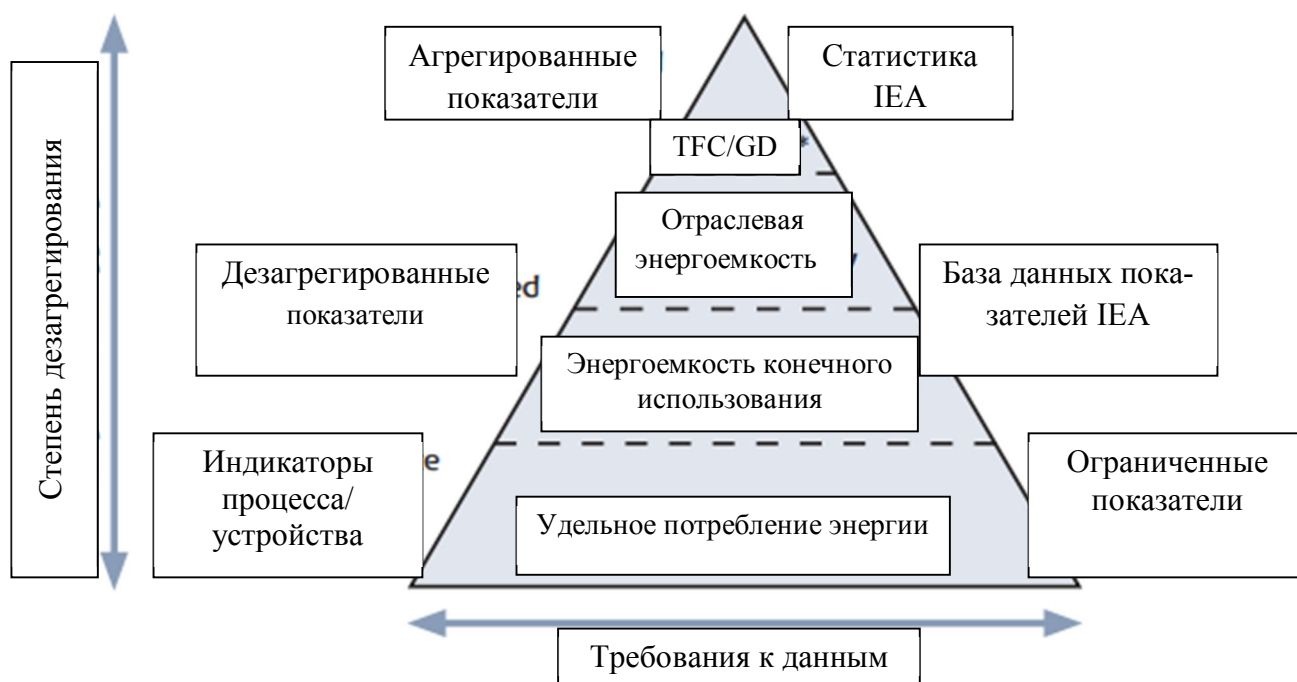 Степень дезагрегирования
Агрегированные
показатели
Статистика
IEA
TFC/GD
*
Отраслевая
энергоемкость
y
Дезагрегированные
показатели
ed
База данных пока-
зателей IEA
Энергоемкость конечного
использования
Индикаторы
процесса/
устройства
e
Ограниченные
показатели
Удельное потребление энергии
Требования к данным